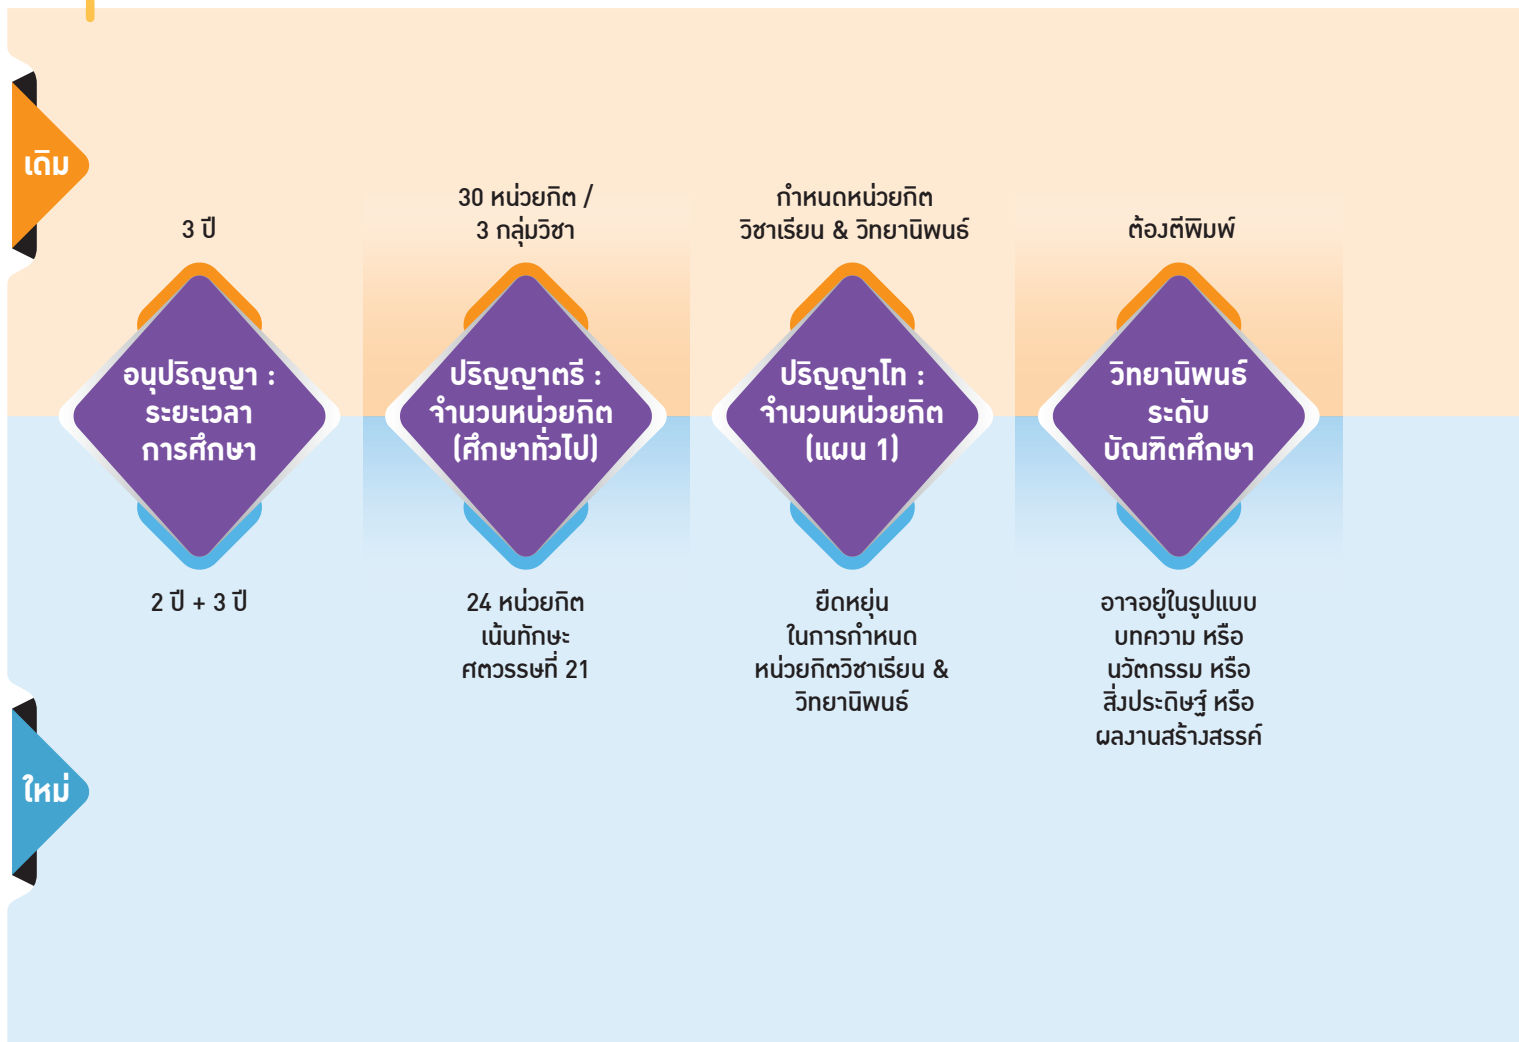 เดิม
3 ปี
30 หน่วยกิต /
3 กลุ่มวิชา
กำหนดหน่วยกิต
วิชาเรียน & วิทยานิพนธ์
ต้องตีพิมพ์
อนุปริญญา :
ระยะเวลา
การศึกษา
ปริญญาตรี :
จำนวนหน่วยกิต
(ศึกษาทั่วไป)
ปริญญาโท :
จำนวนหน่วยกิต
(แผน 1)
วิทยานิพนธ์
ระดับ
บัณฑิตศึกษา
2 ปี + 3 ปี
24 หน่วยกิต
เน้นทักษะ
ศตวรรษที่ 21
ยืดหยุ่น
ในการกำหนด
หน่วยกิตวิชาเรียน &
วิทยานิพนธ์
อาจอยู่ในรูปแบบ
บทความ หรือ
นวัตกรรม หรือ
สิ่งประดิษฐ์ หรือ
ผลงานสร้างสรรค์
ใหม่